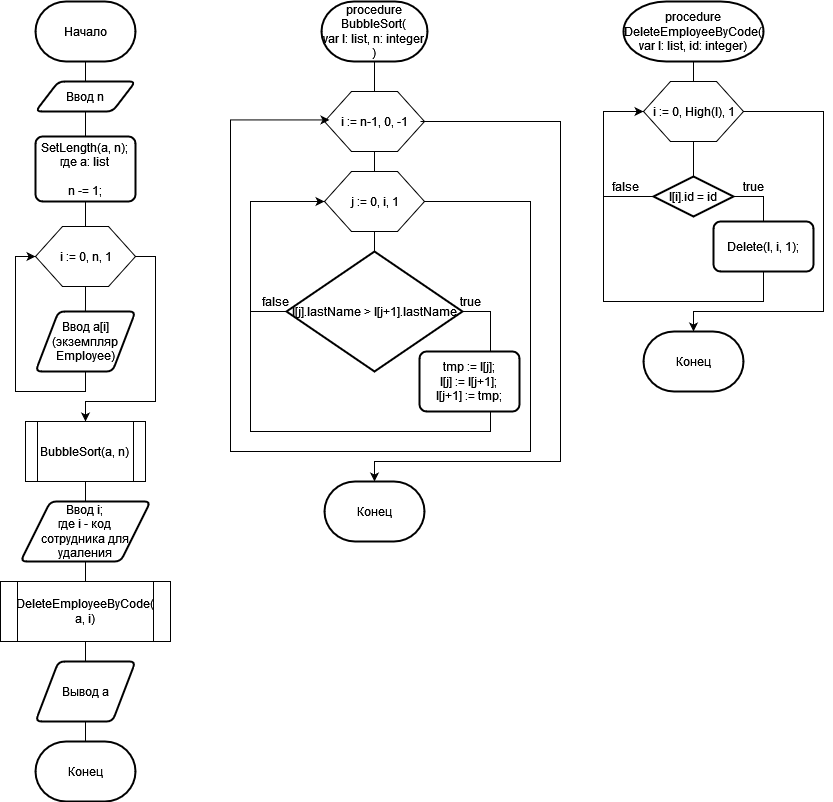 Начало
Ввод n
SetLength(a, n);
где a: list
n -= 1;
i := 0, n, 1
Ввод a[i]
(экземпляр
Employee)
BubbleSort(a, n)
Ввод i;
где i - код
сотрудника для
удаления
DeleteEmployeeByCode(
a, i)
Вывод a
Конец
procedure
BubbleSort(
var l: list, n: integer
)
i := n-1, 0, -1
j := 0, i, 1
false
true
l[j].lastName > l[j+1].lastName
tmp := l[j];
l[j] := l[j+1];
l[j+1] := tmp;
Конец
procedure
DeleteEmployeeByCode(
var l: list, id: integer)
i := 0, High(l), 1
false
true
l[i].id = id
Delete(l, i, 1);
Конец